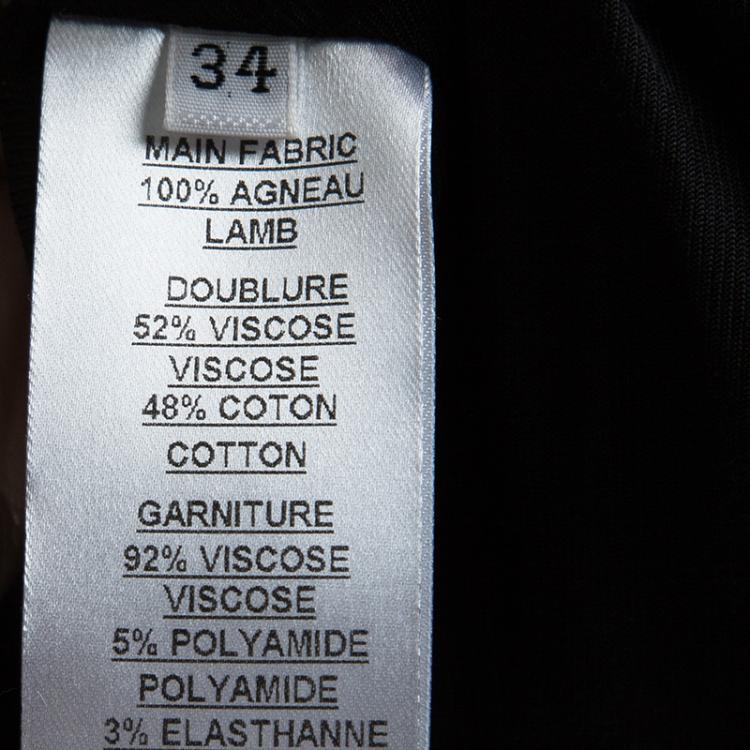 34
MAIN FABRIC
100% AGNEAU
LAMB
DOUBLURE
52% VISCOSE
VISCOSE
48% COTON
COTTON
GARNITURE
92% VISCOSE
VISCOSE
5% POLYAMIDE
POLYAMIDE
3% ELASTHANNE